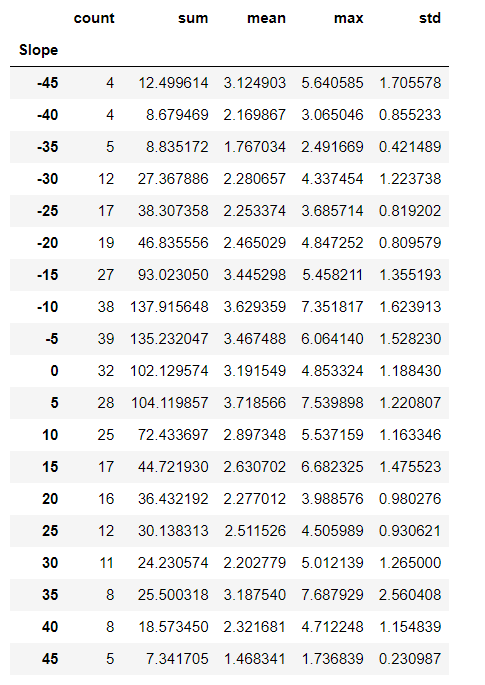 count sum mean max std
Slope
-45 4 12.499614 3.124903 5.640585 1.705578
-40 4 8.679469 2.169867 3.065046 0.855233
-35 5 8.835172 1.767034 2.491669 0.421489
-30 12 27.367886 2.280657 4.337454 1.223738
-25 17 38.307358 2.253374 3.685714 0.819202
-20 19 46.835556 2.465029 4.847252 0.809579
-15 27 93.023050 3.445298 5.458211 1.355193
-10 38 137.915648 3.629359 7.351817 1.623913
-5 39 135.232047 3.467488 6.064140 1.528230
0 32 102.129574 3.191549 4.853324 1.188430
5 28 104.119857 3.718566 7.539898 1.220807
10 25 72.433697 2.897348 5.537159 1.163346
15 17 44.721930 2.630702 6.682325 1.475523
20 16 36.432192 2.277012 3.988576 0.980276
25 12 30.138313 2.511526 4.505989 0.930621
30 11 24.230574 2.202779 5.012139 1.265000
35 8 25.500318 3.187540 7.687929 2.560408
40 8 18.573450 2.321681 4.712248 1.154839
45 5 7.341705 1.468341 1.736839 0.230987